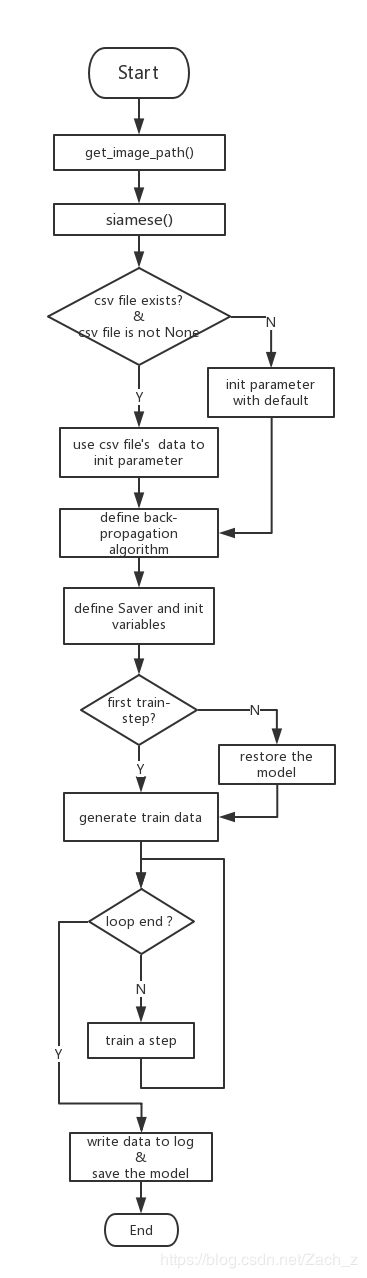 Start
get_image_path()
siamese()
csv file exists?
&
csv file is not None
N
init parameter
with default
Y
use csv file's data to
init parameter
define back-
propagation
algorithm
define Saver and init
variables
first train-
step?
N
restore the
model
Y
generate train data
loop end ?
N
train a step
Y
write data to log
&
save the model
End
https://blog.csdn.net/Zach_z